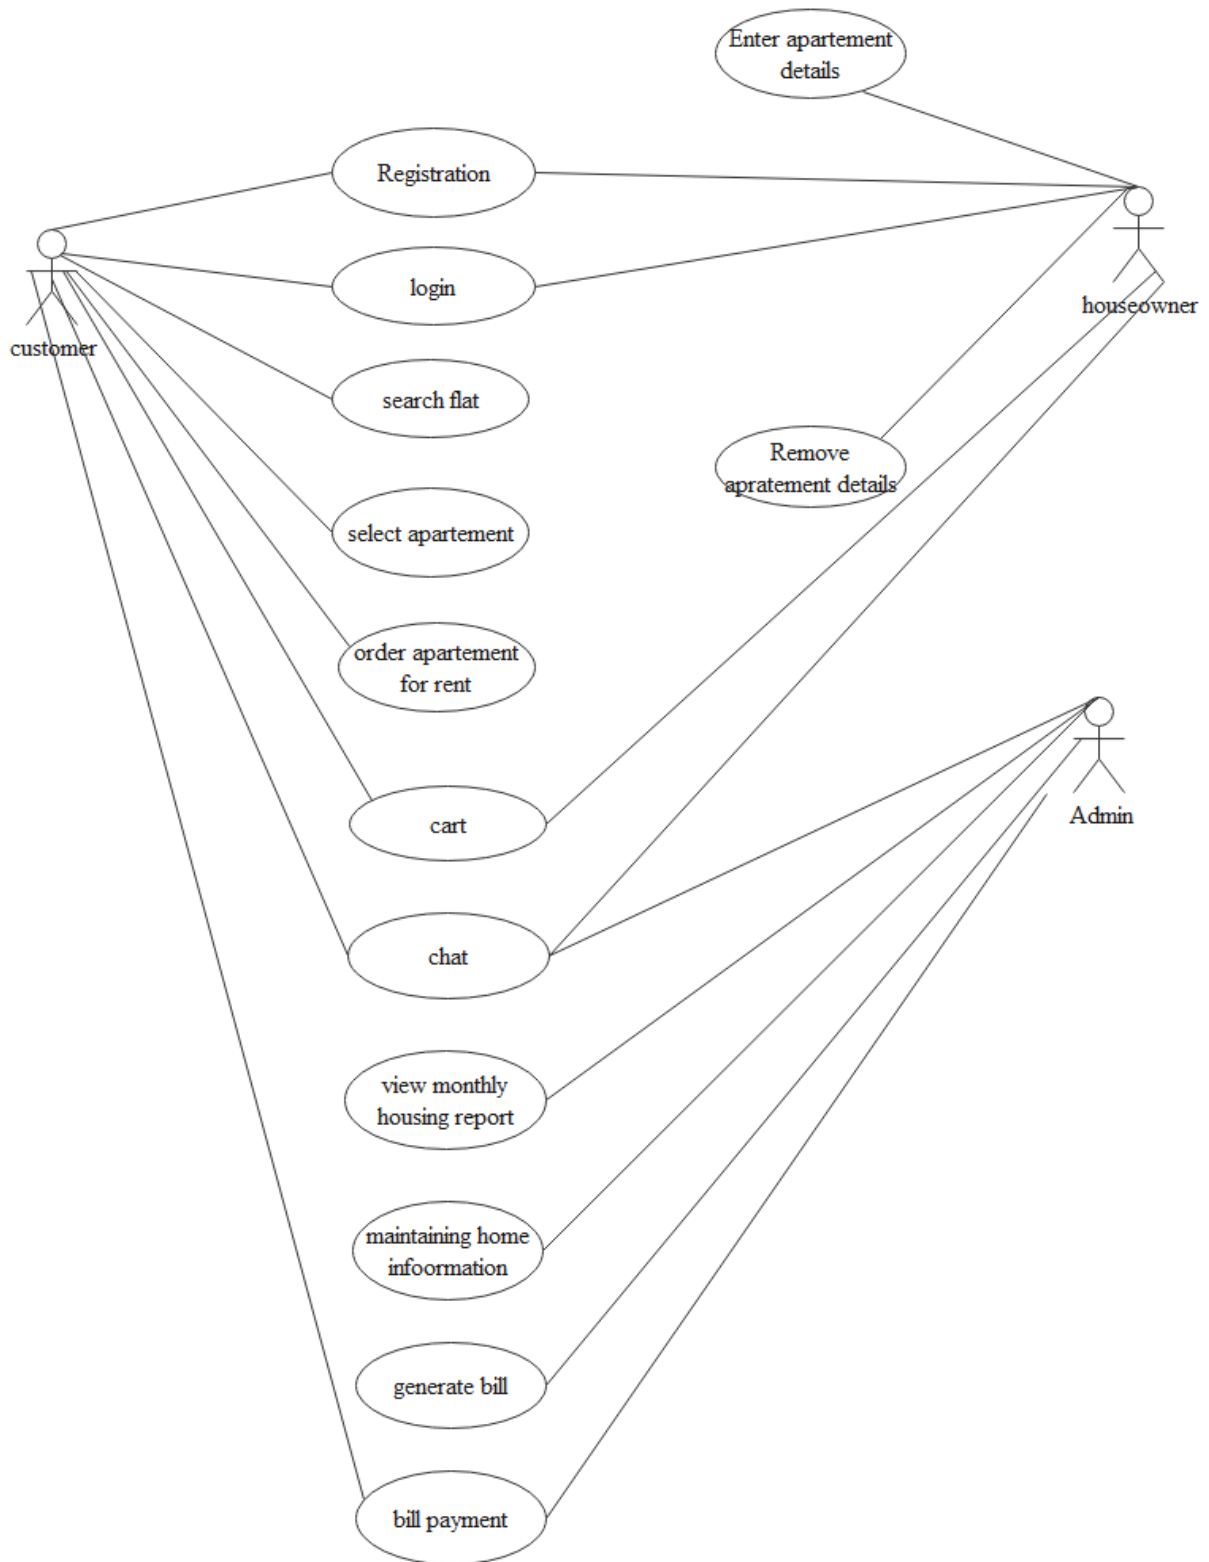 Enter apartement
details
Registration
login
customer
houseowner
search flat
Remove
apratement details
select apartement
order apartement
for rent
Admin
cart
chat
view monthly
housing report
maintaining home
infoormation
generate bill
bill payment